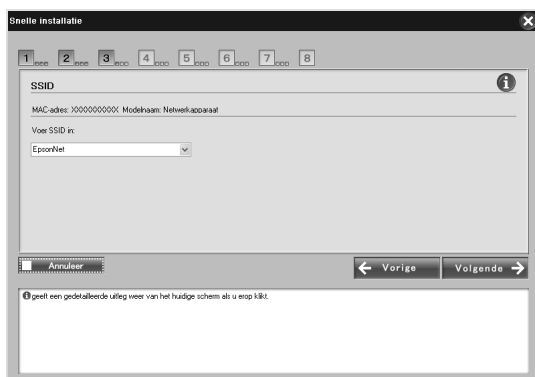 Snelle installatie
1 2 3 4 5 6 7 8
SSID
MAC-adres: XXXXXXXXXX Modelnaam: Netwerkapparaat
Voer SSID in:
EpsonNet
Annuleer
Vorige
Volgende
geeft een gedetailleerde uitleg weer van het huidige scherm als u erop klikt.